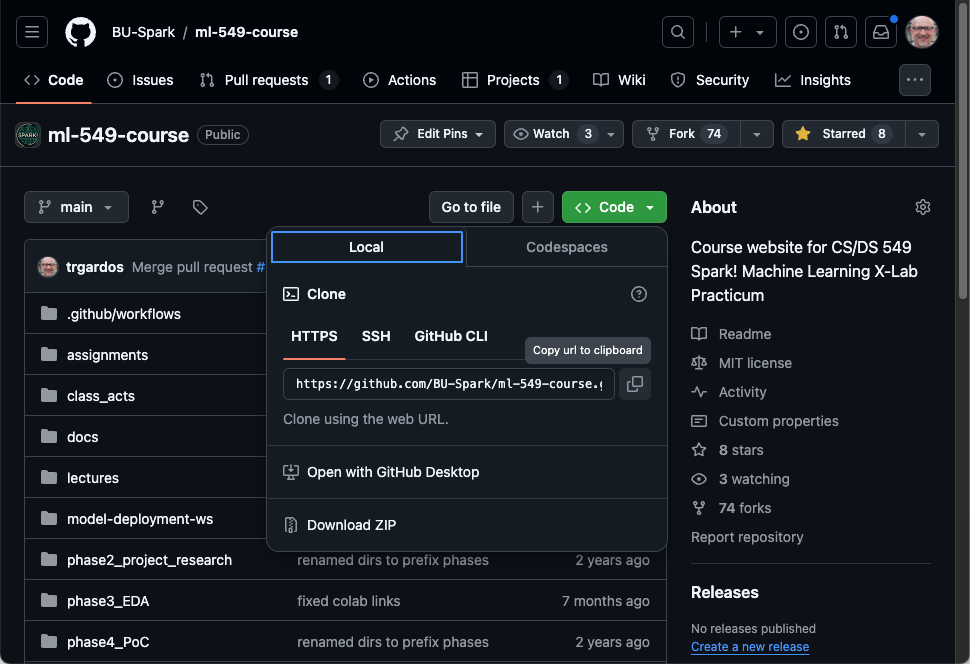 BU-Spark / ml-549-course
Code Issues Pull requests 1 Actions Projects 1 Wiki Security Insights
SPARK!
ml-549-course Public Edit Pins Watch 3 Fork 74 Starred 8
main Go to file + Code
trgardos Merge pull request #
.github/workflows
assignments
class_acts
docs
lectures
model-deployment-ws
phase2_project_research renamed dirs to prefix phases 2 years ago
phase3_EDA fixed colab links 7 months ago
phase4_PoC renamed dirs to prefix phases 2 years ago
Local Codespaces
Clone
HTTPS SSH GitHub CLI
Copy url to clipboard
https://github.com/BU-Spark/ml-549-course.g
Clone using the web URL.
Open with GitHub Desktop
Download ZIP
About
Course website for CS/DS 549
Spark! Machine Learning X-Lab
Practicum
Readme
MIT license
Activity
Custom properties
8 stars
3 watching
74 forks
Report repository
Releases
No releases published
Create a new release